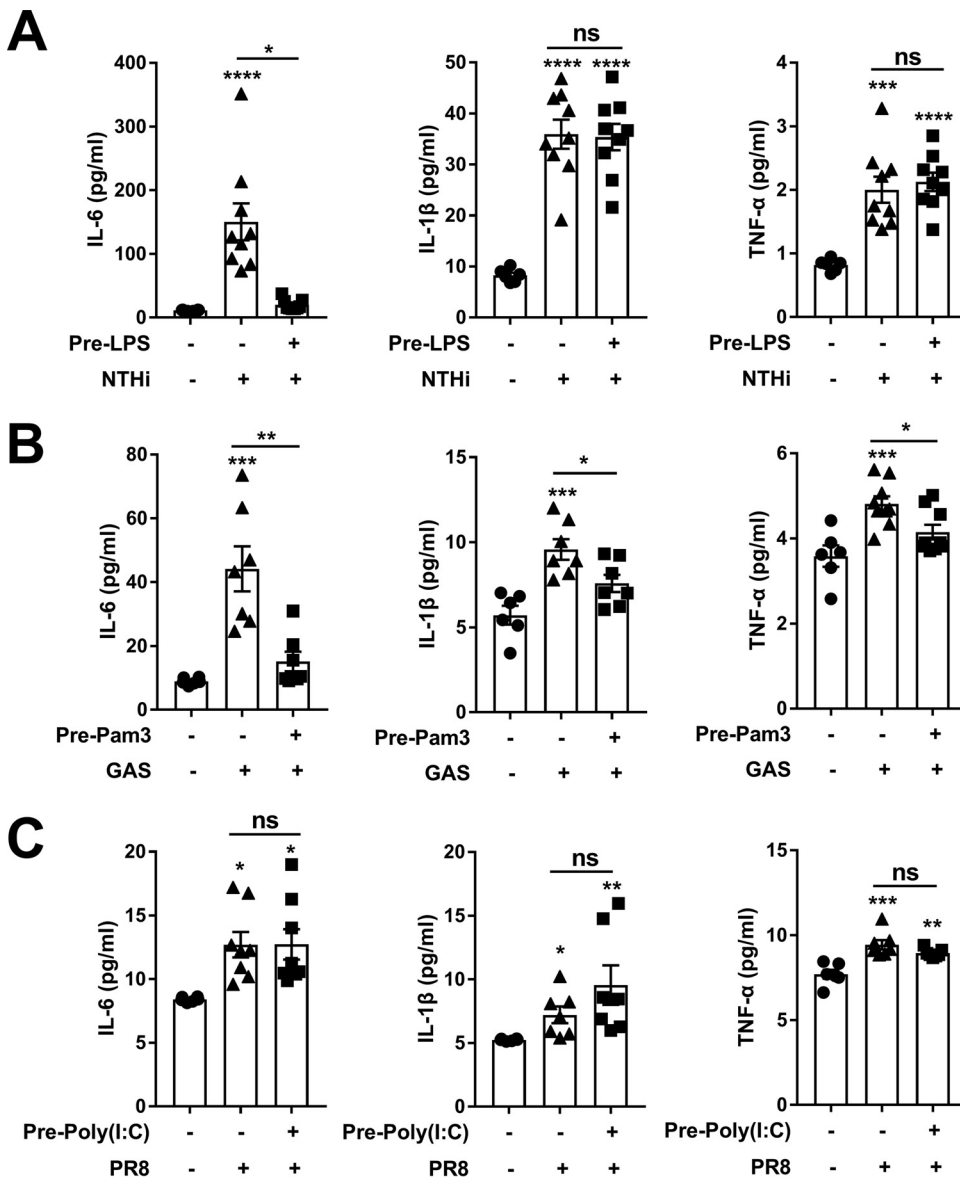 A
IL-6 (pg/ml)
400
300
200
100
0
****
*
Pre-LPS - - +
NTHi - + +
IL-1β (pg/ml)
50
40
30
20
10
0
ns
**** ****
Pre-LPS - - +
NTHi - + +
TNF-α (pg/ml)
4
3
2
1
0
ns
*** ****
Pre-LPS - - +
NTHi - + +
B
IL-6 (pg/ml)
80
60
40
20
0
**
***
Pre-Pam3 - - +
GAS - + +
IL-1β (pg/ml)
15
10
5
0
*
***
Pre-Pam3 - - +
GAS - + +
TNF-α (pg/ml)
6
4
2
0
*
***
Pre-Pam3 - - +
GAS - + +
C
IL-6 (pg/ml)
20
15
10
5
0
ns
* *
Pre-Poly(I:C) - - +
PR8 - + +
IL-1β (pg/ml)
20
15
10
5
0
ns
* **
Pre-Poly(I:C) - - +
PR8 - + +
TNF-α (pg/ml)
15
10
5
0
ns
*** **
Pre-Poly(I:C) - - +
PR8 - + +